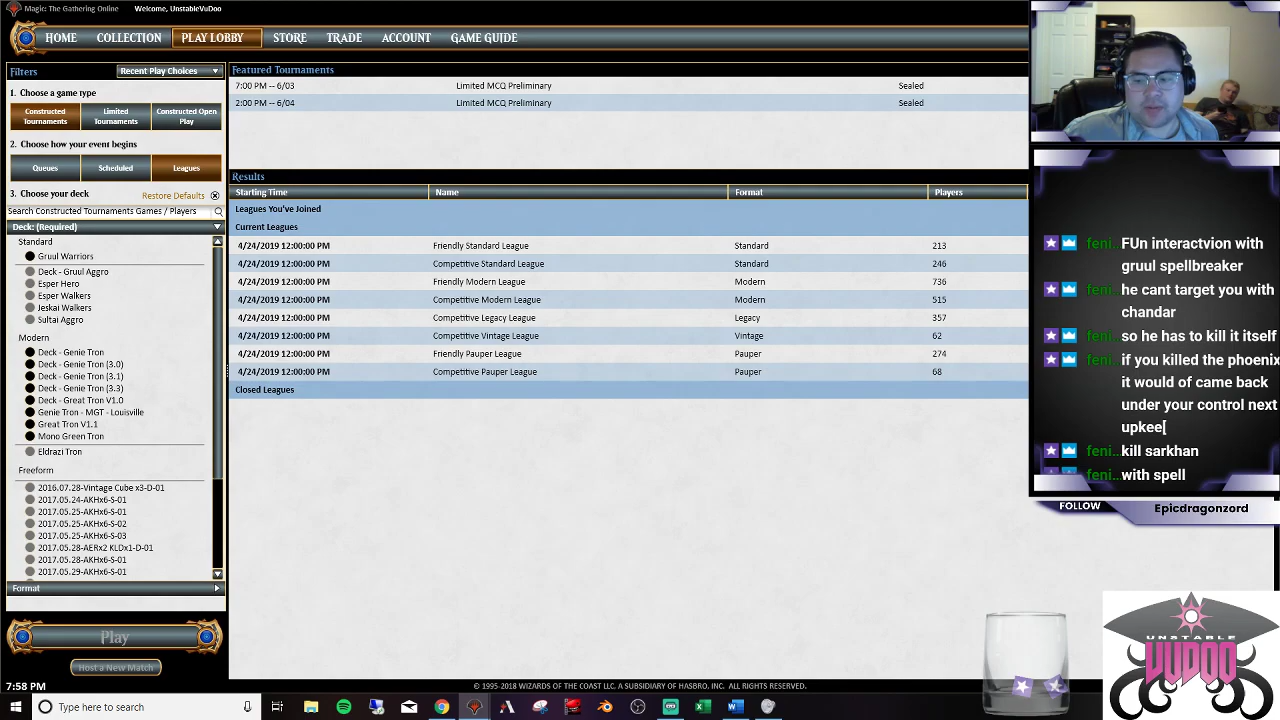 Magic: The Gathering Online
Welcome, UnstableVuDoo
HOME COLLECTION PLAY LOBBY STORE TRADE ACCOUNT GAME GUIDE
Filters
Recent Play Choices
1. Choose a game type
Constructed Tournaments
Limited Tournaments
Constructed Open Play
2. Choose how your event begins
Queues
Scheduled
Leagues
3. Choose your deck
Restore Defaults
Search Constructed Tournaments Games / Players
Deck: (Required)
Standard
Gruul Warriors
Deck - Gruul Aggro
Esper Hero
Esper Walkers
Jeskai Walkers
Sultai Aggro
Modern
Deck - Genie Tron
Deck - Genie Tron (3.0)
Deck - Genie Tron (3.1)
Deck - Genie Tron (3.3)
Deck - Great Tron V1.0
Genie Tron - MGT - Louisville
Great Tron V1.1
Mono Green Tron
Eldrazi Tron
Freeform
2016.07.28-Vintage Cube x3-D-01
2017.05.24-AKHx6-S-01
2017.05.25-AKHx6-S-01
2017.05.25-AKHx6-S-02
2017.05.25-AKHx6-S-03
2017.05.28-AERx2 KLDx1-D-01
2017.05.28-AKHx6-S-01
2017.05.29-AKHx6-S-01
Format
Play
Host a New Match
7:58 PM
Featured Tournaments
7:00 PM -- 6/03 Limited MCQ Preliminary Sealed
2:00 PM -- 6/04 Limited MCQ Preliminary Sealed
Results
Starting Time Name Format Players
Leagues You've Joined
Current Leagues
4/24/2019 12:00:00 PM Friendly Standard League Standard 213
4/24/2019 12:00:00 PM Competitive Standard League Standard 246
4/24/2019 12:00:00 PM Friendly Modern League Modern 736
4/24/2019 12:00:00 PM Competitive Modern League Modern 515
4/24/2019 12:00:00 PM Competitive Legacy League Legacy 357
4/24/2019 12:00:00 PM Competitive Vintage League Vintage 62
4/24/2019 12:00:00 PM Friendly Pauper League Pauper 274
4/24/2019 12:00:00 PM Competitive Pauper League Pauper 68
Closed Leagues
© 1995-2018 WIZARDS OF THE COAST LLC, A SUBSIDIARY OF HASBRO, INC. ALL RIGHTS RESERVED.
feni... FUn interactvion with
gruul spellbreaker
feni... he cant target you with
chandar
feni... so he has to kill it itself
feni... if you killed the phoenix
it would of came back
under your control next
upkee[
feni... kill sarkhan
feni... with spell
FOLLOW Epicdragonzord
UNSTABLE
VUDOO
Type here to search